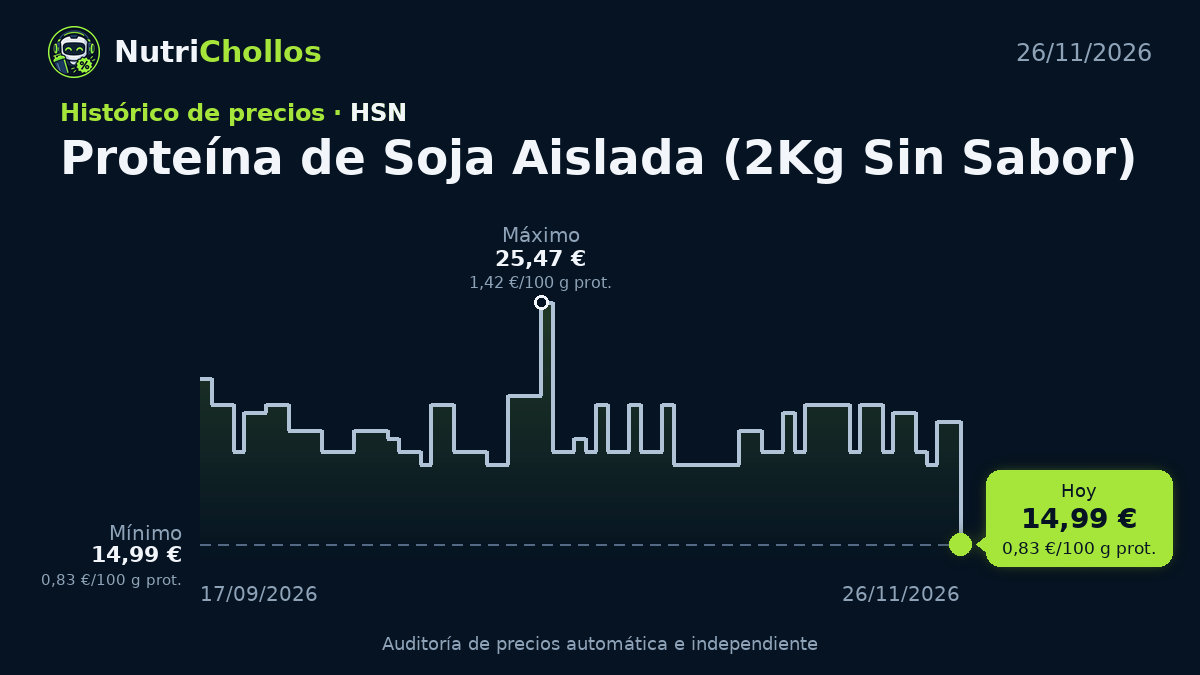 NutriChollos
26/11/2026
Histórico de precios · HSN
Proteína de Soja Aislada (2Kg Sin Sabor)
Máximo
25,47 €
1,42 €/100 g prot.
Hoy
14,99 €
0,83 €/100 g prot.
Mínimo
14,99 €
0,83 €/100 g prot.
17/09/2026
26/11/2026
Auditoría de precios automática e independiente